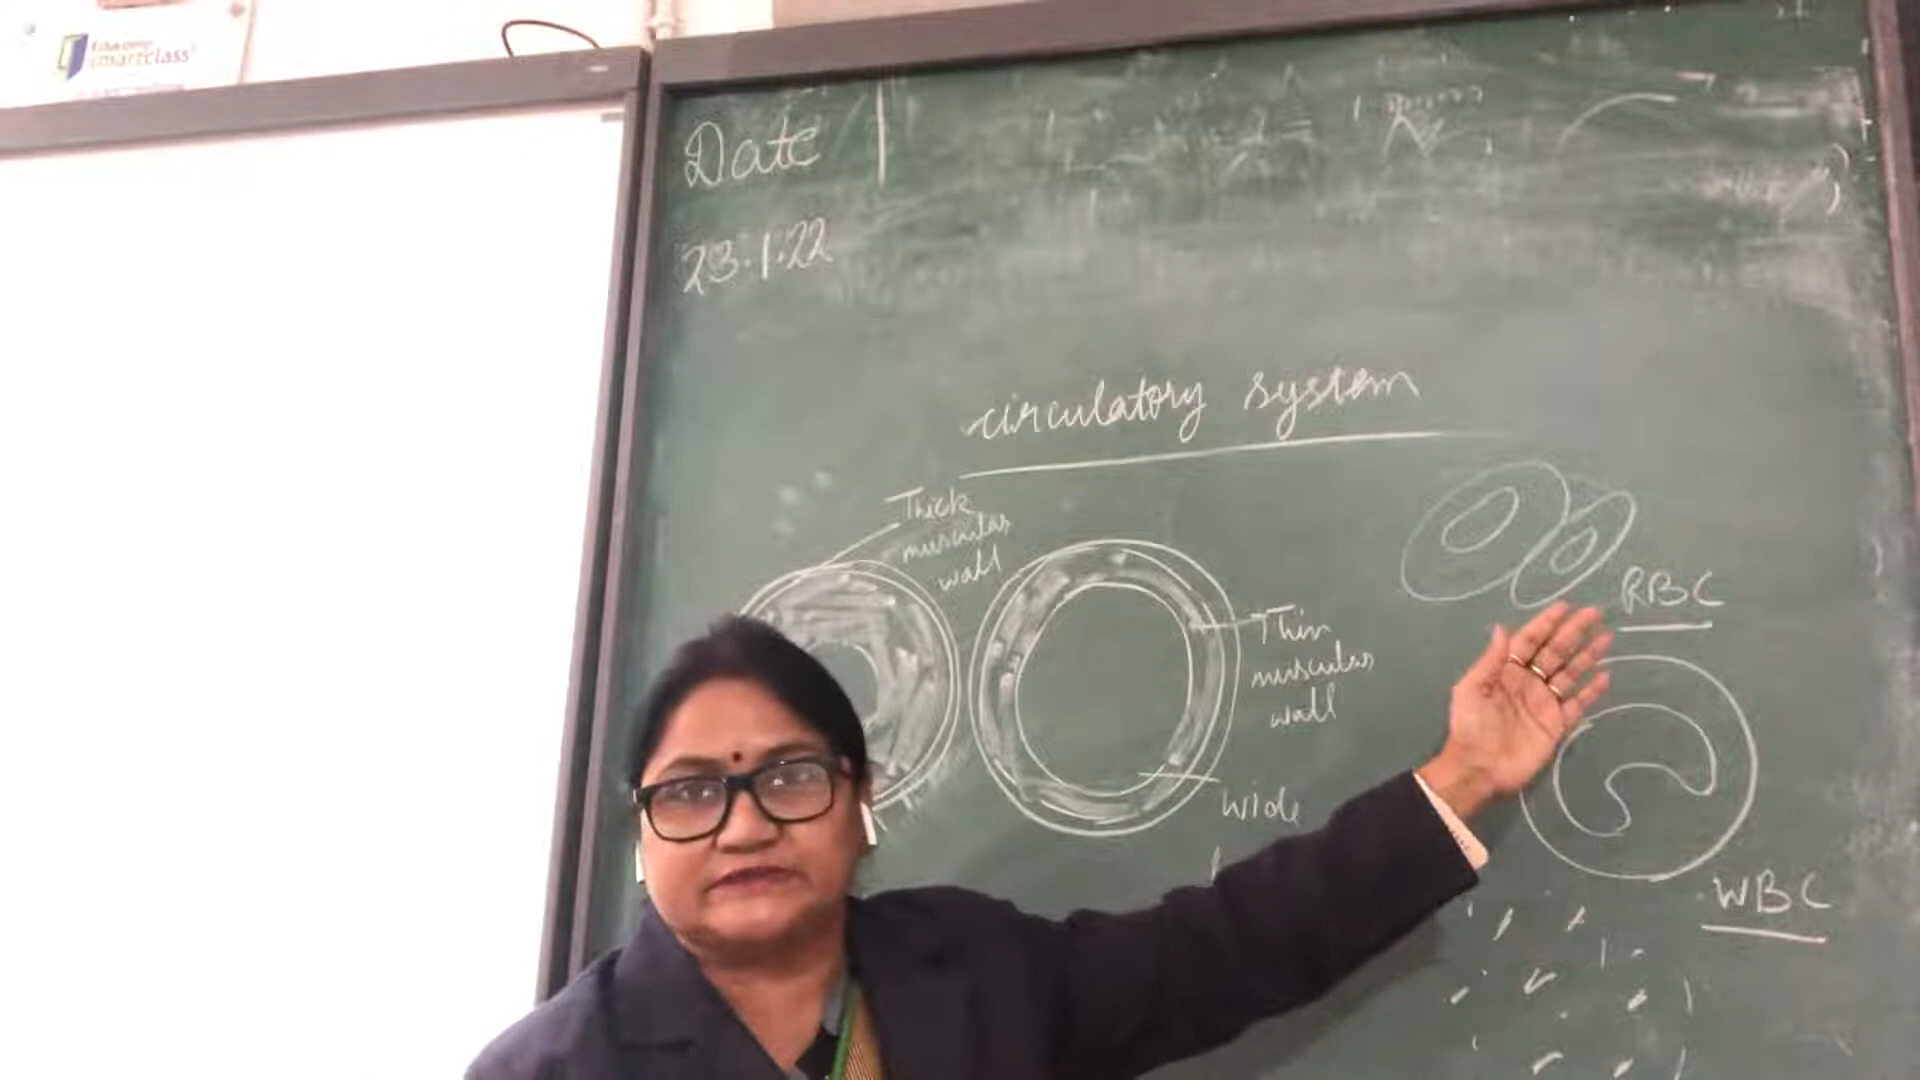 smartclass
Date
23.1.22
circulatory system
Thick
muscular
wall
Thin
muscular
wall
Wide
RBC
WBC